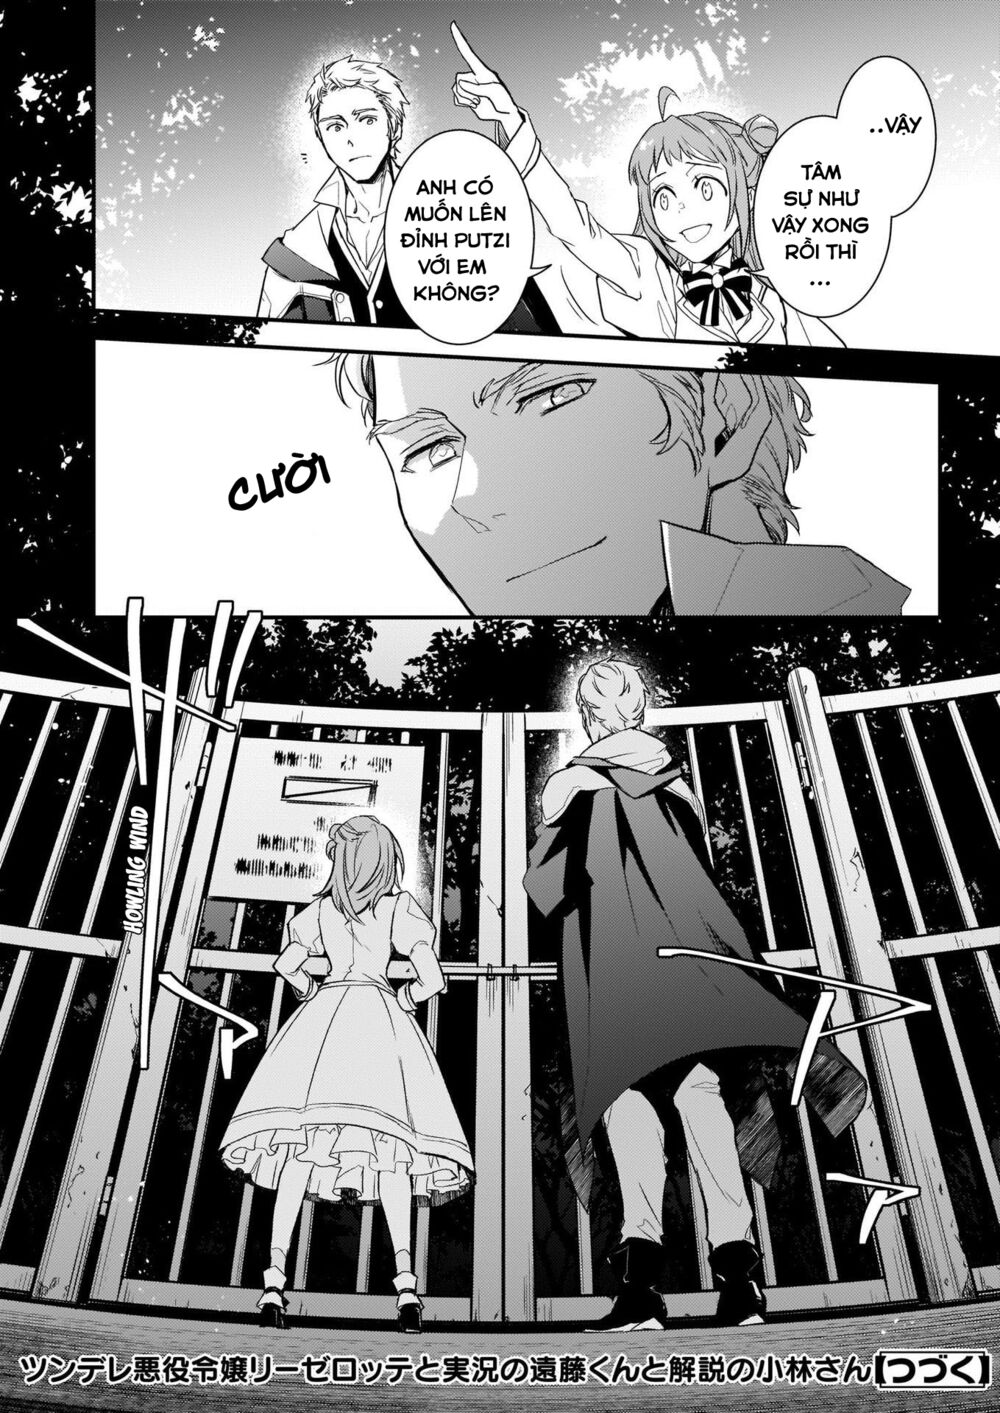 ..VẬY
TÂM
SỰ NHƯ
VẬY XONG
RỒI THÌ
...
ANH CÓ
MUỐN LÊN
ĐỈNH PUTZI
VỚI EM
KHÔNG?
CƯỜI
HOWLING WIND
ツンデレ悪役令嬢リーゼロッテと実況の遠藤くんと解説の小林さん【つづく】